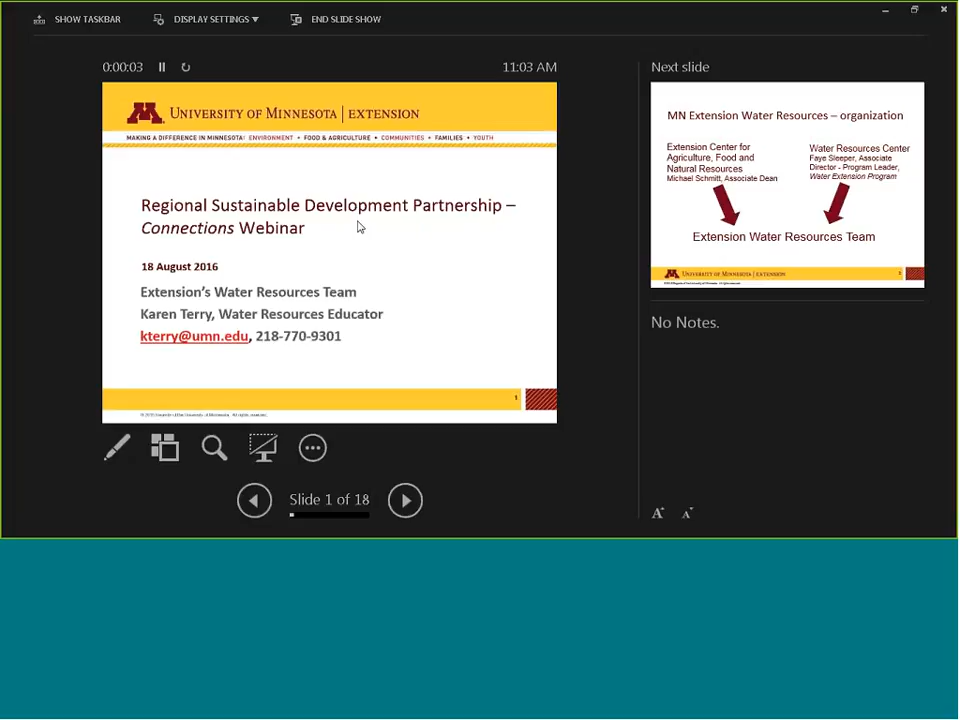 SHOW TASKBAR
DISPLAY SETTINGS ▼
END SLIDE SHOW
0:00:03
11:03 AM
UNIVERSITY OF MINNESOTA | EXTENSION
MAKING A DIFFERENCE IN MINNESOTA: ENVIRONMENT • FOOD & AGRICULTURE • COMMUNITIES • FAMILIES • YOUTH
Regional Sustainable Development Partnership –
Connections Webinar
18 August 2016
Extension's Water Resources Team
Karen Terry, Water Resources Educator
kterry@umn.edu, 218-770-9301
1
Slide 1 of 18
Next slide
MN Extension Water Resources – organization
Extension Center for
Agriculture, Food and
Natural Resources
Michael Schmitt, Associate Dean
Water Resources Center
Faye Sleeper, Associate
Director - Program Leader,
Water Extension Program
Extension Water Resources Team
UNIVERSITY OF MINNESOTA | EXTENSION
No Notes.
A A